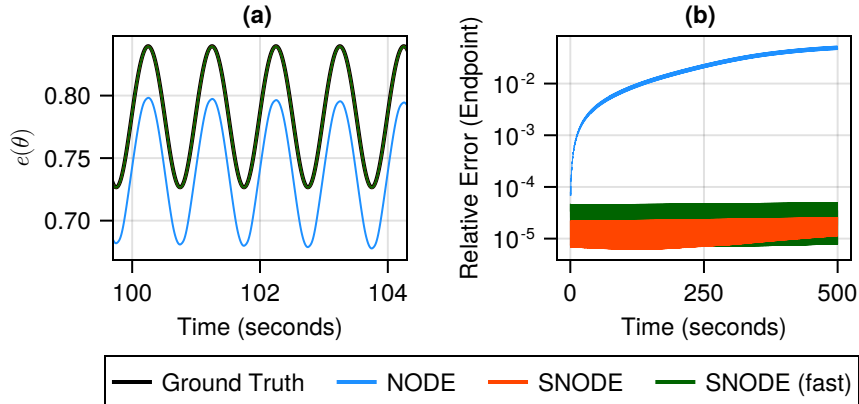 (a)
e(θ)
0.80
0.75
0.70
100
102
104
Time (seconds)
(b)
Relative Error (Endpoint)
10⁻²
10⁻³
10⁻⁴
10⁻⁵
0
250
500
Time (seconds)
Ground Truth NODE SNODE SNODE (fast)